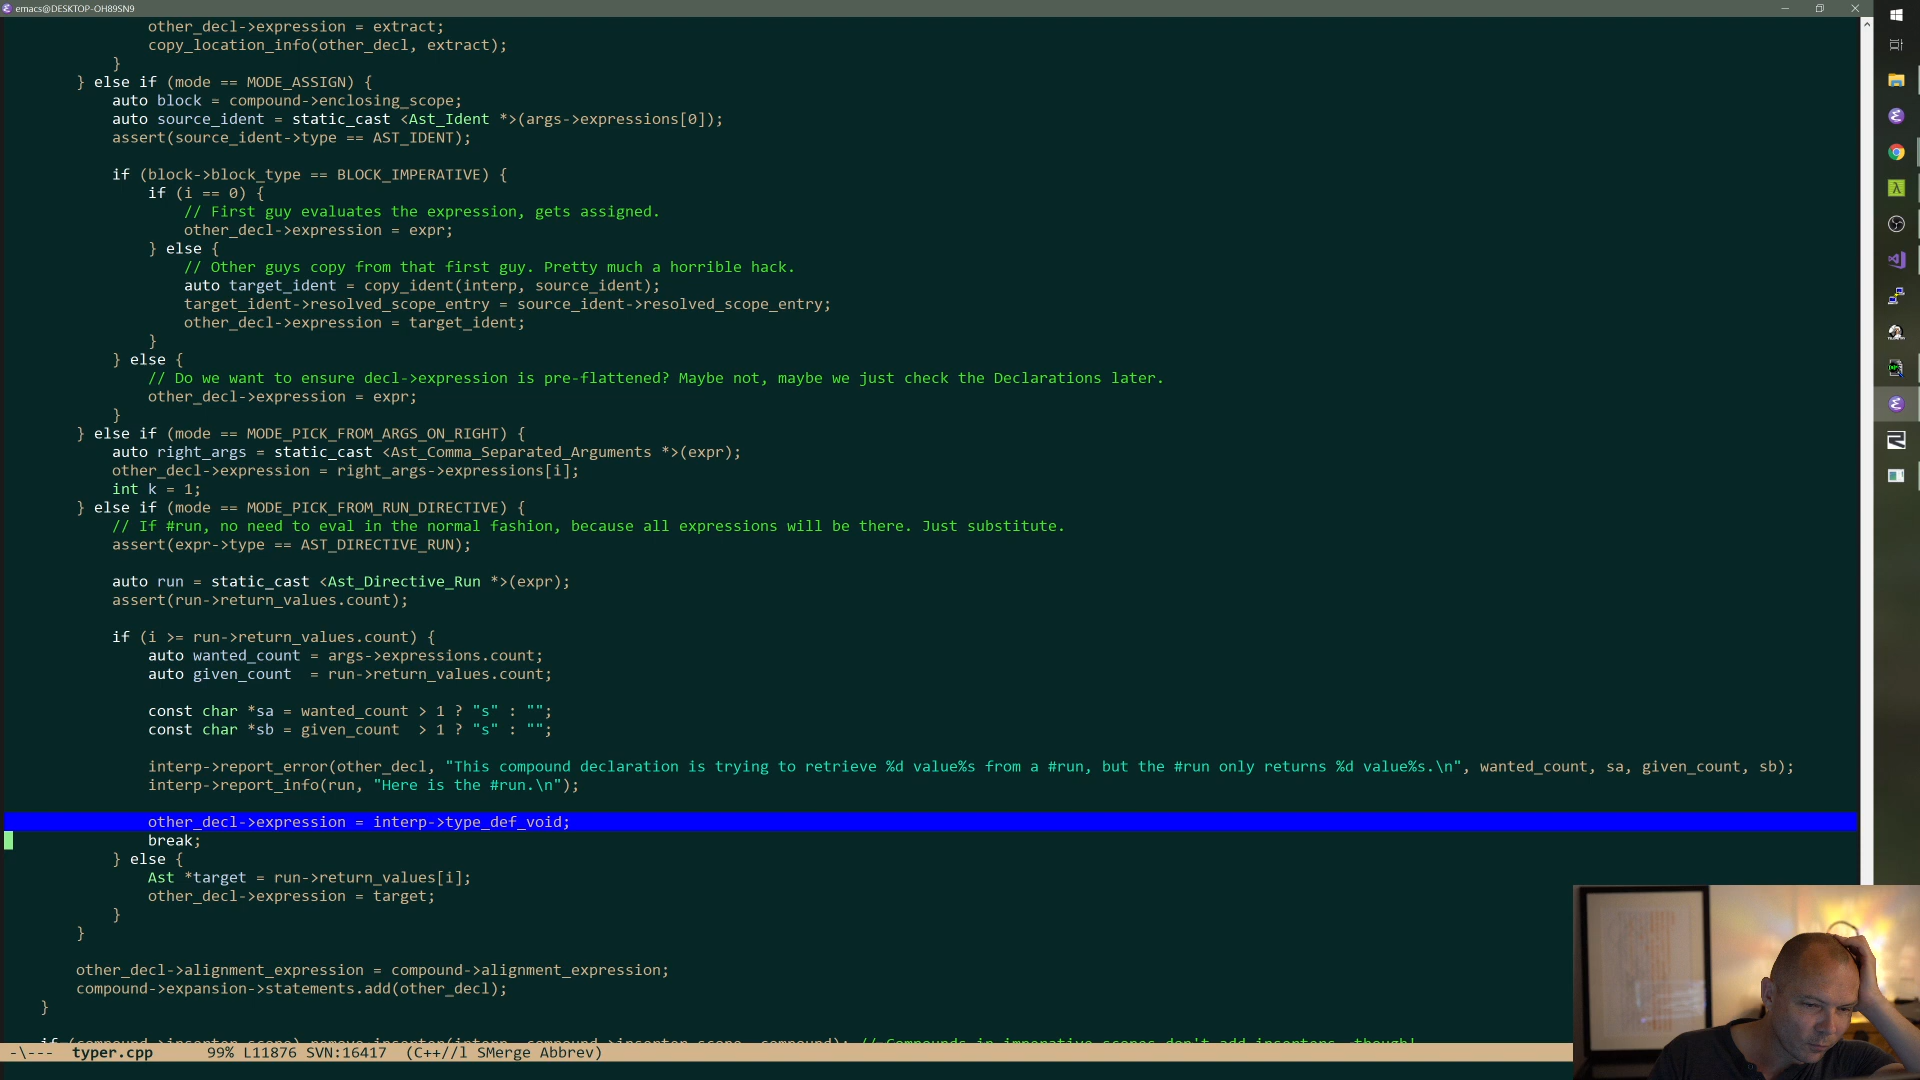 emacs@DESKTOP-OH89SN9
other_decl->expression = extract;
copy_location_info(other_decl, extract);
}
} else if (mode == MODE_ASSIGN) {
auto block = compound->enclosing_scope;
auto source_ident = static_cast <Ast_Ident *>(args->expressions[0]);
assert(source_ident->type == AST_IDENT);
if (block->block_type == BLOCK_IMPERATIVE) {
if (i == 0) {
// First guy evaluates the expression, gets assigned.
other_decl->expression = expr;
} else {
// Other guys copy from that first guy. Pretty much a horrible hack.
auto target_ident = copy_ident(interp, source_ident);
target_ident->resolved_scope_entry = source_ident->resolved_scope_entry;
other_decl->expression = target_ident;
}
} else {
// Do we want to ensure decl->expression is pre-flattened? Maybe not, maybe we just check the Declarations later.
other_decl->expression = expr;
}
} else if (mode == MODE_PICK_FROM_ARGS_ON_RIGHT) {
auto right_args = static_cast <Ast_Comma_Separated_Arguments *>(expr);
other_decl->expression = right_args->expressions[i];
int k = 1;
} else if (mode == MODE_PICK_FROM_RUN_DIRECTIVE) {
// If #run, no need to eval in the normal fashion, because all expressions will be there. Just substitute.
assert(expr->type == AST_DIRECTIVE_RUN);
auto run = static_cast <Ast_Directive_Run *>(expr);
assert(run->return_values.count);
if (i >= run->return_values.count) {
auto wanted_count = args->expressions.count;
auto given_count  = run->return_values.count;
const char *sa = wanted_count > 1 ? "s" : "";
const char *sb = given_count  > 1 ? "s" : "";
interp->report_error(other_decl, "This compound declaration is trying to retrieve %d value%s from a #run, but the #run only returns %d value%s.\n", wanted_count, sa, given_count, sb);
interp->report_info(run, "Here is the #run.\n");
other_decl->expression = interp->type_def_void;
break;
} else {
Ast *target = run->return_values[i];
other_decl->expression = target;
}
}
other_decl->alignment_expression = compound->alignment_expression;
compound->expansion->statements.add(other_decl);
}
-\--- typer.cpp 99% L11876 SVN:16417 (C++//l SMerge Abbrev)